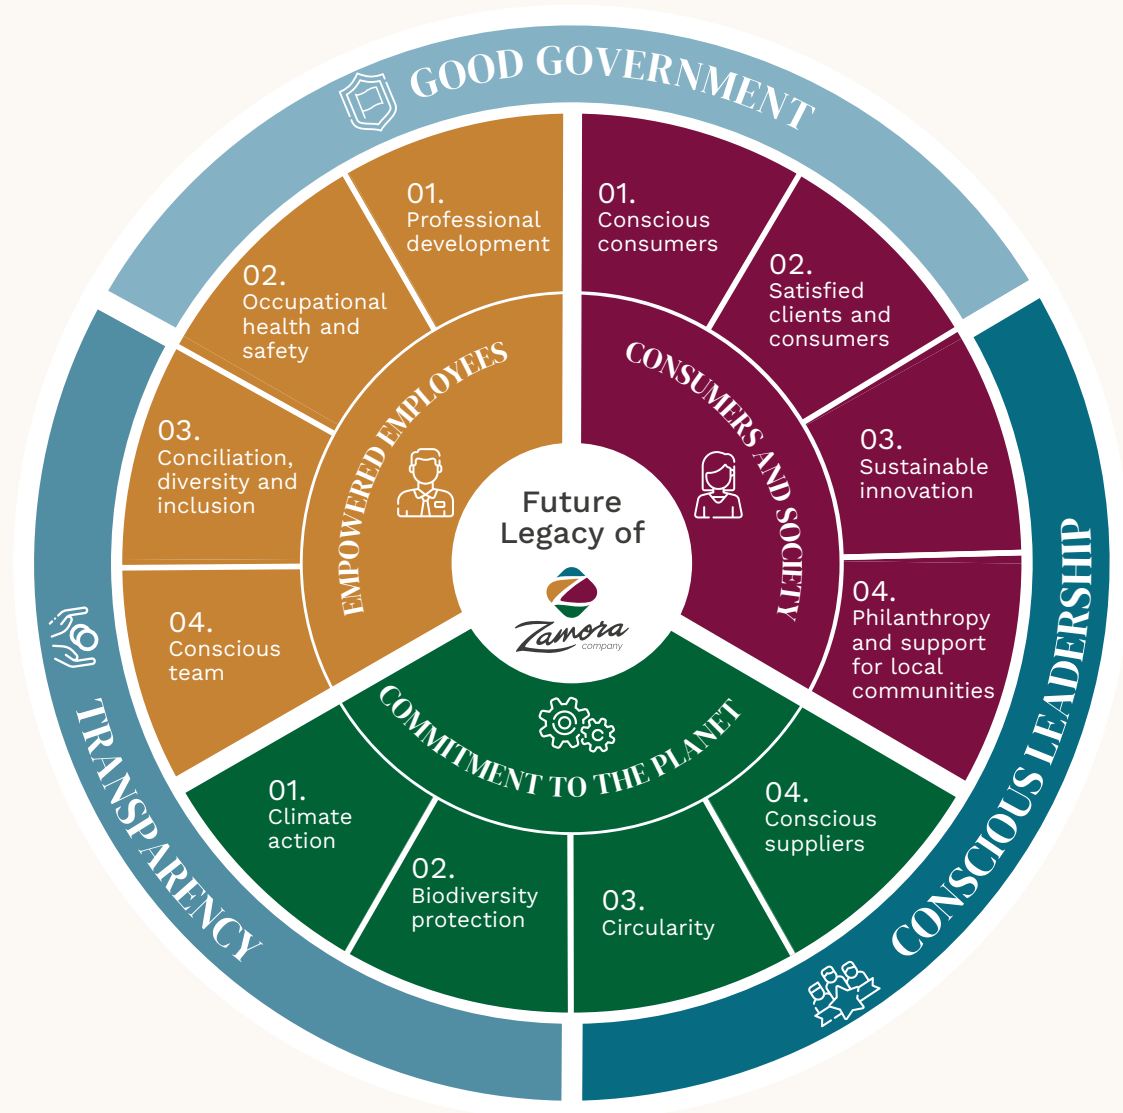 GOOD GOVERNMENT
01.
Professional
development
02.
Occupational
health and
safety
03.
Conciliation,
diversity and
inclusion
04.
Conscious
team
EMPOWERED EMPLOYEES
01.
Conscious
consumers
02.
Satisfied
clients and
consumers
03.
Sustainable
innovation
04.
Philanthropy
and support
for local
communities
CONSUMERS AND SOCIETY
Future
Legacy of
Zamora
company
COMMITMENT TO THE PLANET
01.
Climate
action
02.
Biodiversity
protection
03.
Circularity
04.
Conscious
suppliers
TRANSPARENCY
CONSCIOUS LEADERSHIP